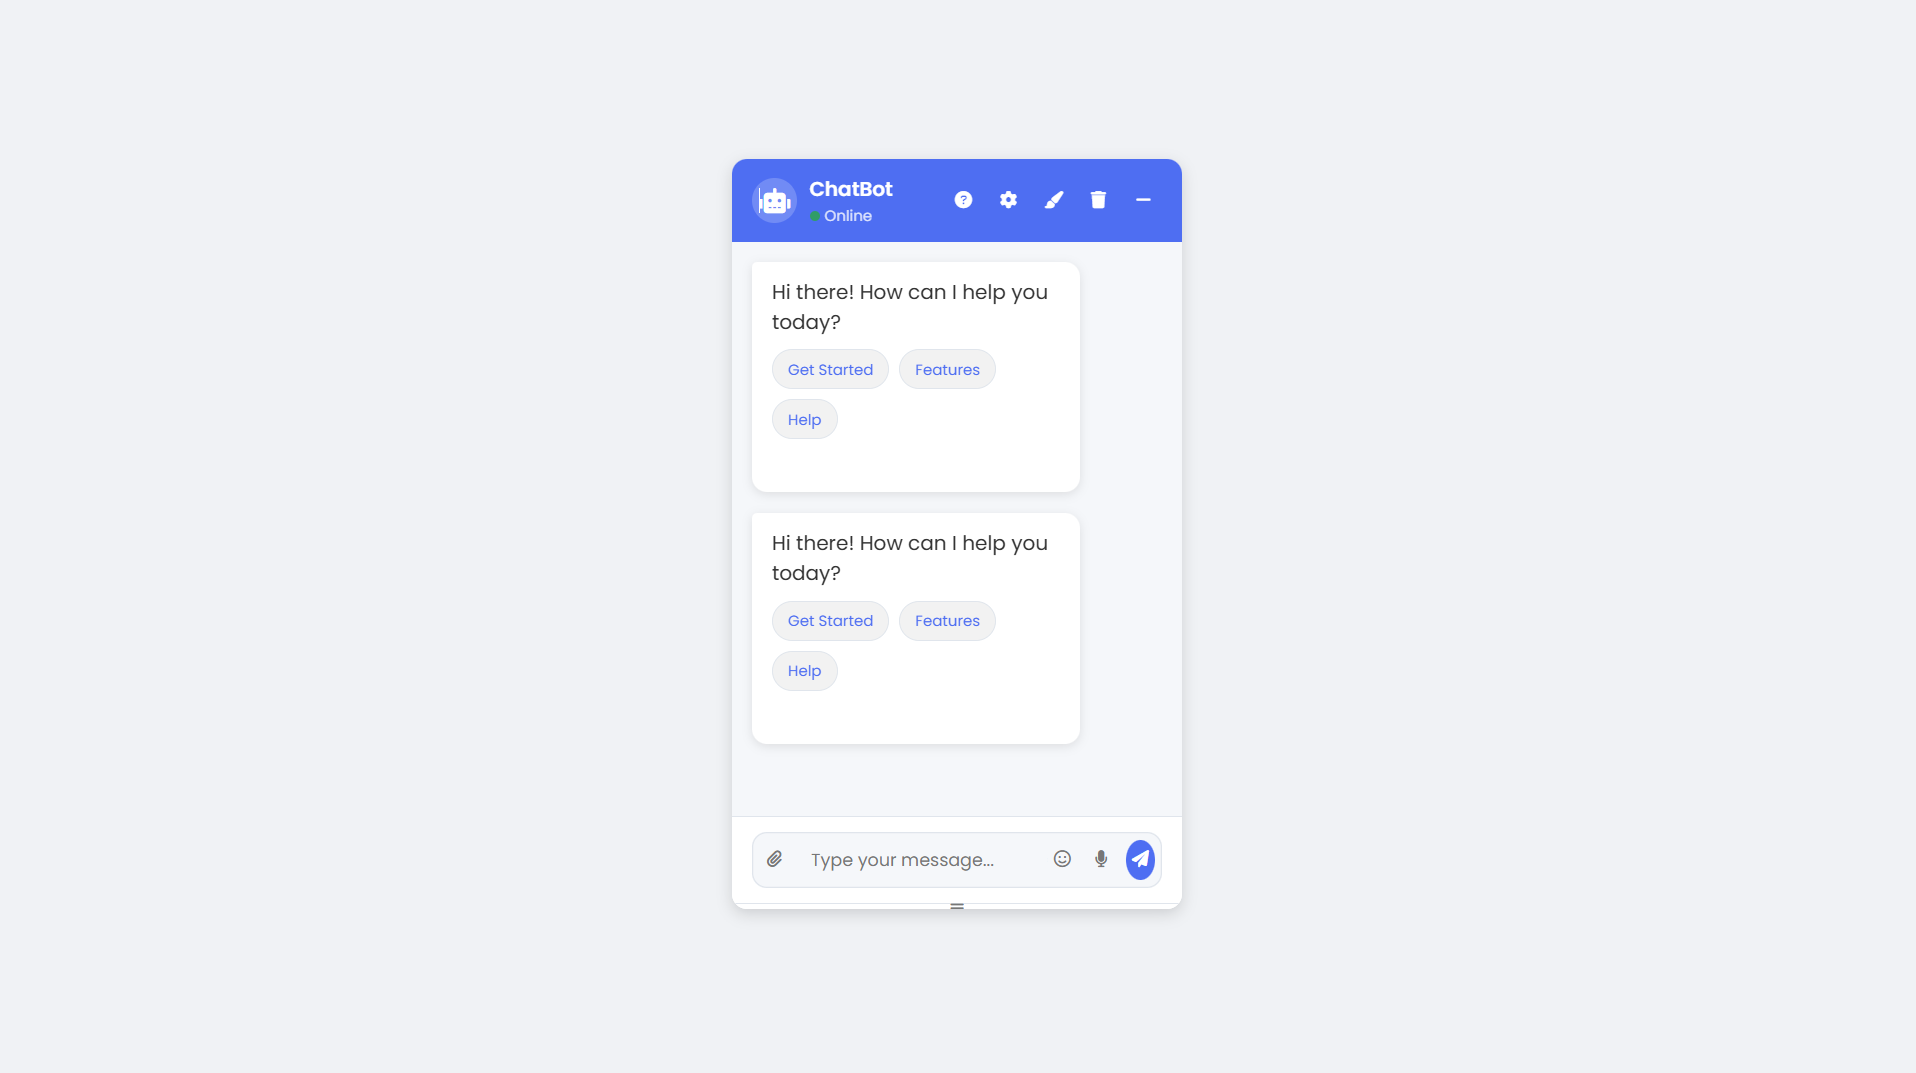 ChatBot
Online
Hi there! How can I help you
today?
Get Started
Features
Help
Hi there! How can I help you
today?
Get Started
Features
Help
Type your message...